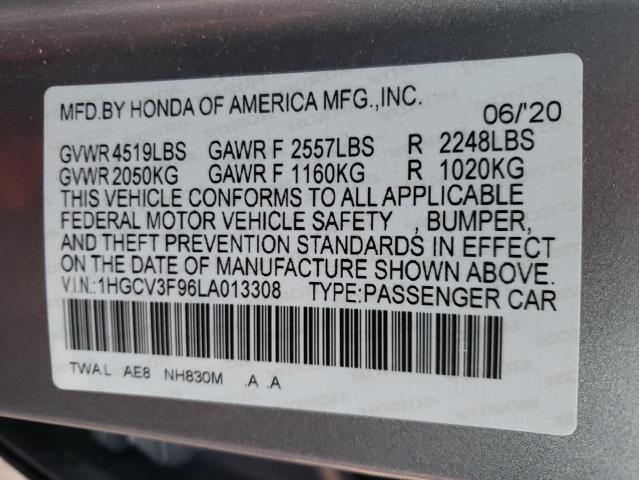 MFD.BY HONDA OF AMERICA MFG.,INC. 06/'20
GVWR 4519LBS GAWR F 2557LBS R 2248LBS
GVWR 2050KG GAWR F 1160KG R 1020KG
THIS VEHICLE CONFORMS TO ALL APPLICABLE
FEDERAL MOTOR VEHICLE SAFETY , BUMPER,
AND THEFT PREVENTION STANDARDS IN EFFECT
ON THE DATE OF MANUFACTURE SHOWN ABOVE.
V.I.N.:1HGCV3F96LA013308 TYPE:PASSENGER CAR
TWAL AE8 NH830M .A .A